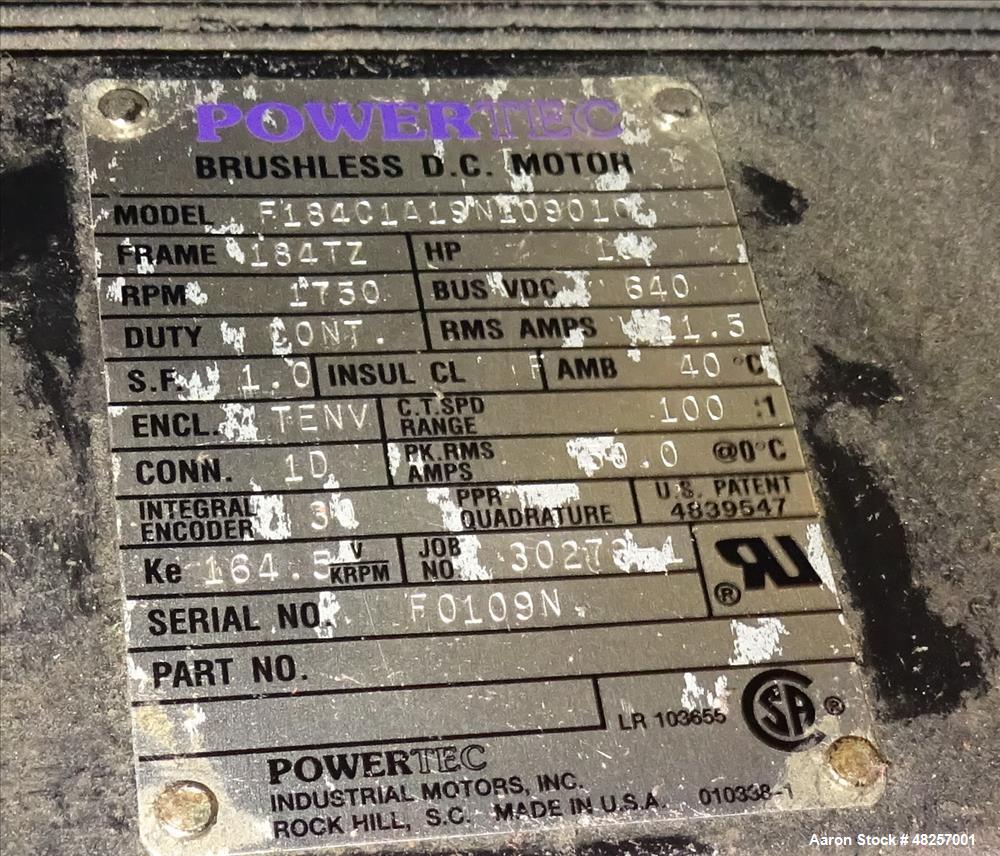 POWERTEC
BRUSHLESS D.C. MOTOR
MODEL
FRAME 184TZ HP
RPM 1750 BUS VDC 640
DUTY CONT. RMS AMPS
S.F. 1.0 INSUL CL F AMB 40 °C
ENCL. TENV C.T.SPD RANGE 100 :1
CONN. 1D PK.RMS AMPS @0°C
INTEGRAL ENCODER PPR QUADRATURE U.S. PATENT 4839547
Ke 164.5 V KRPM JOB NO.
SERIAL NO. F0109N
PART NO.
LR 103655
POWERTEC
INDUSTRIAL MOTORS, INC.
ROCK HILL, S.C. MADE IN U.S.A. 010338-1
Aaron Stock # 48257001